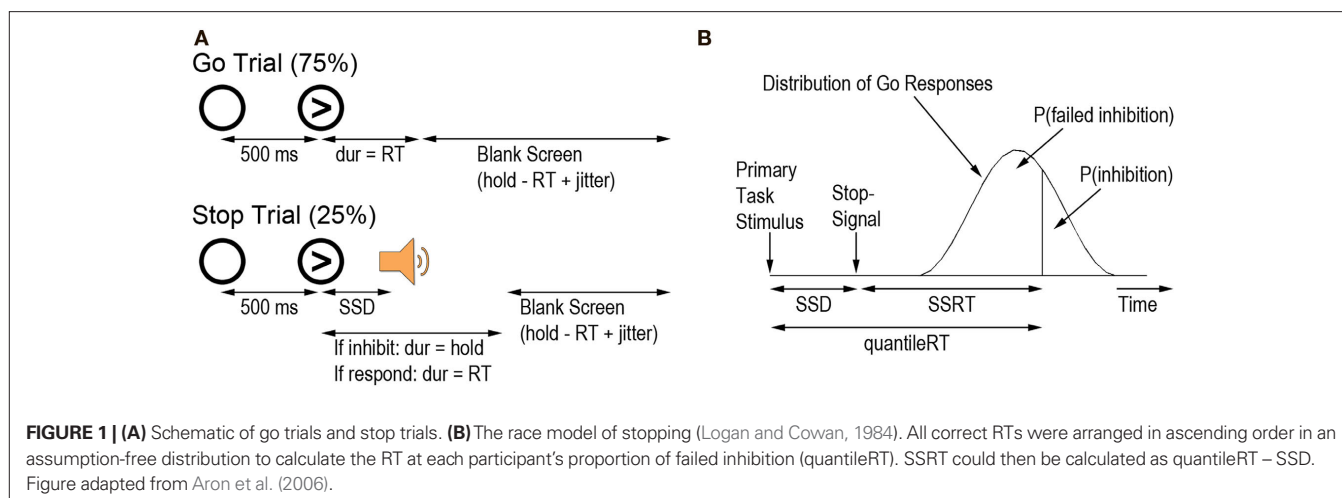 A
Go Trial (75%)
>
500 ms
dur = RT
Blank Screen
(hold - RT + jitter)
Stop Trial (25%)
>
500 ms
SSD
Blank Screen
(hold - RT + jitter)
If inhibit: dur = hold
If respond: dur = RT
B
Distribution of Go Responses
P(failed inhibition)
P(inhibition)
Primary
Task
Stimulus
Stop-
Signal
SSD
SSRT
Time
quantileRT
FIGURE 1 | (A) Schematic of go trials and stop trials. (B) The race model of stopping (Logan and Cowan, 1984). All correct RTs were arranged in ascending order in an
assumption-free distribution to calculate the RT at each participant's proportion of failed inhibition (quantileRT). SSRT could then be calculated as quantileRT – SSD.
Figure adapted from Aron et al. (2006).